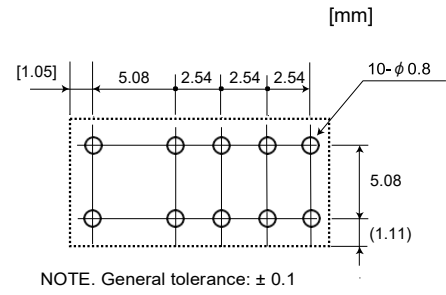 [mm]
[1.05]
5.08
2.54
2.54
2.54
10-ϕ0.8
5.08
(1.11)
NOTE. General tolerance: ± 0.1